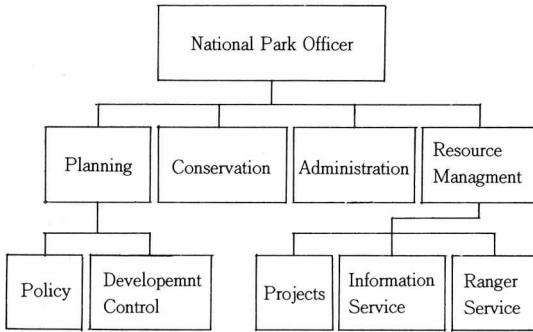 National Park Officer
Planning
Conservation
Administration
Resource
Managment
Policy
Developemnt
Control
Projects
Information
Service
Ranger
Service